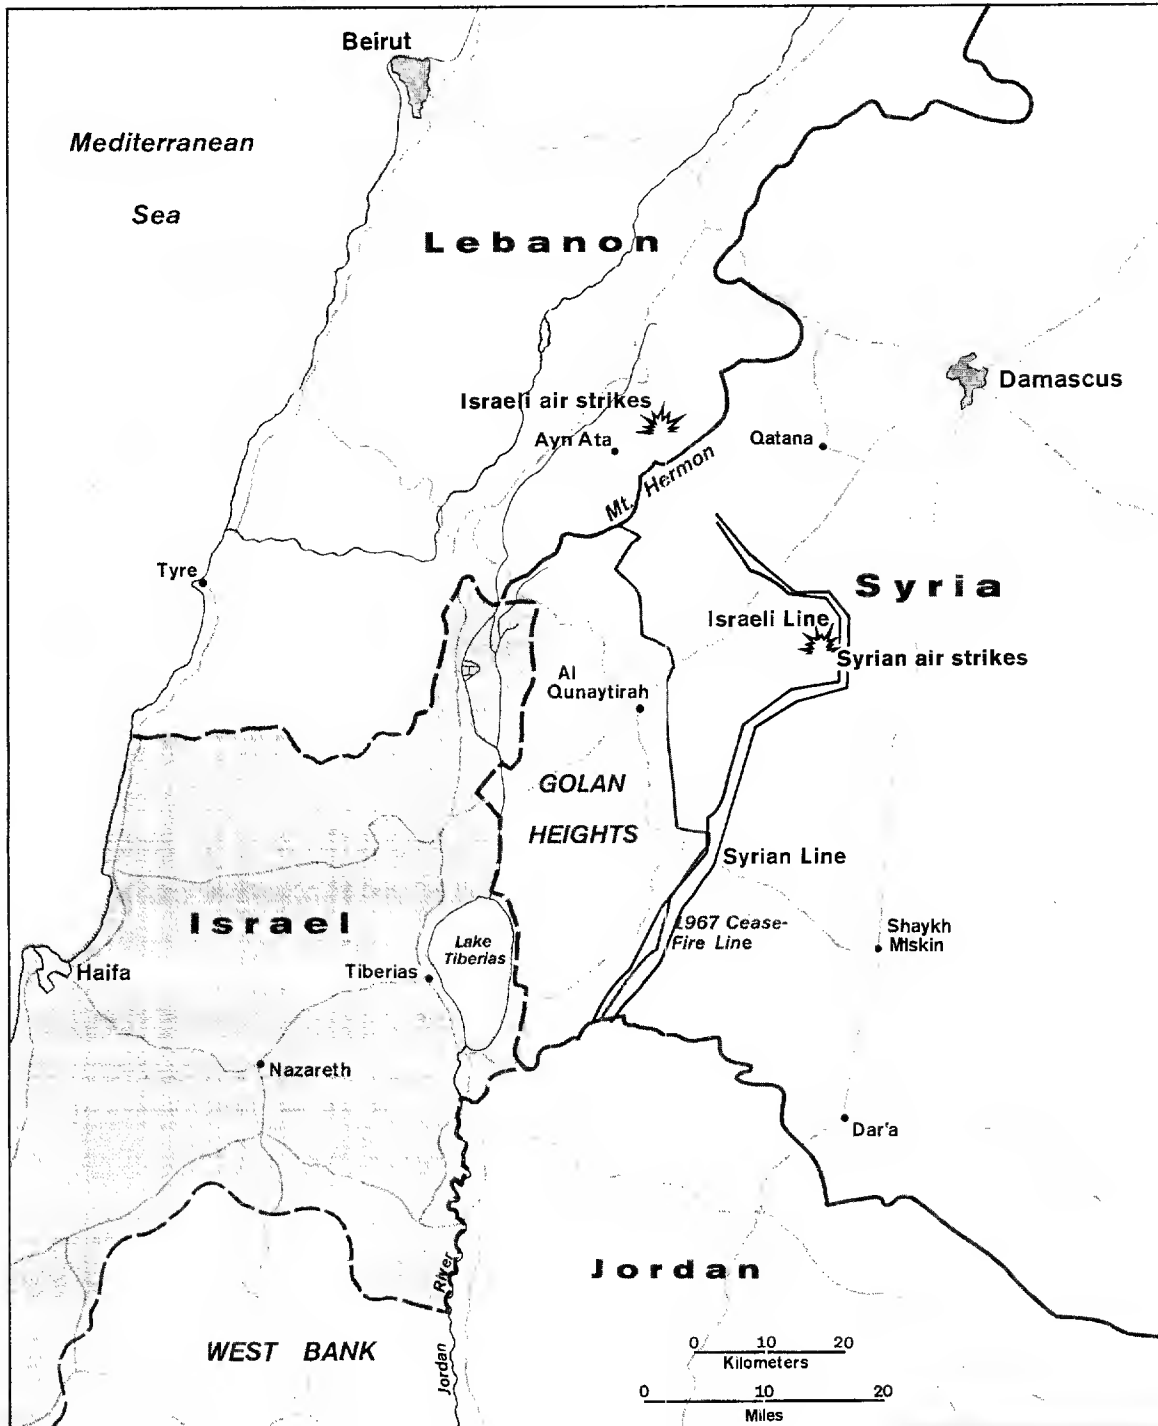 Beirut
Mediterranean
Sea
Lebanon
Damascus
Israeli air strikes
Ayn Ata
Qatana
Mt. Hermon
Tyre
Syria
Israeli Line
Syrian air strikes
Al
Qunaytirah
GOLAN
HEIGHTS
Syrian Line
Israel
1967 Cease-
Fire Line
Shaykh
Miskin
Lake
Tiberias
Haifa
Tiberias
Nazareth
Dar'a
Jordan
River
Jordan
WEST BANK
0 10 20
Kilometers
0 10 20
Miles